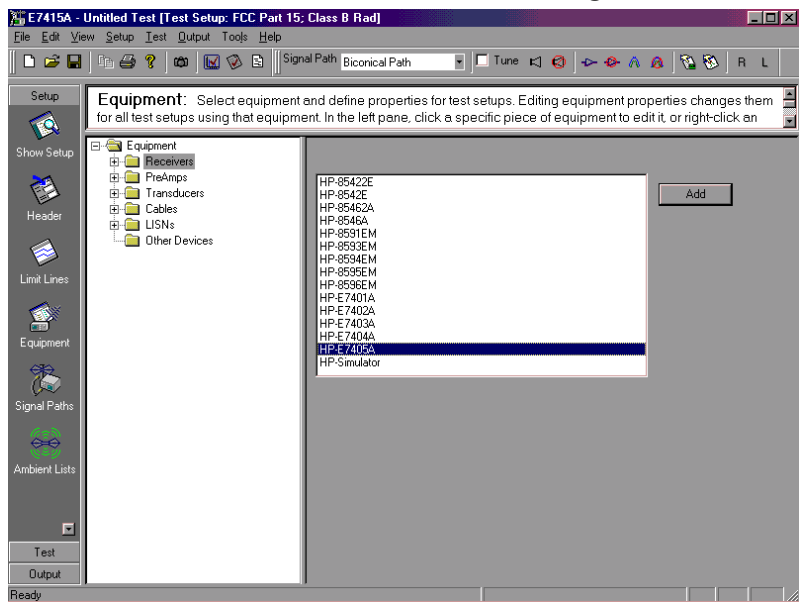 E7415A - Untitled Test [Test Setup: FCC Part 15; Class B Rad]
File Edit View Setup Test Output Tools Help
Signal Path Biconical Path Tune R L
Setup
Equipment: Select equipment and define properties for test setups. Editing equipment properties changes them
for all test setups using that equipment. In the left pane, click a specific piece of equipment to edit it, or right-click an
Show Setup
Header
Limit Lines
Equipment
Signal Paths
Ambient Lists
Test
Output
Equipment
Receivers
PreAmps
Transducers
Cables
LISNs
Other Devices
HP-85422E
HP-8542E
HP-85462A
HP-8546A
HP-8591EM
HP-8593EM
HP-8594EM
HP-8595EM
HP-8596EM
HP-E7401A
HP-E7402A
HP-E7403A
HP-E7404A
HP-E7405A
HP-Simulator
Add
Ready